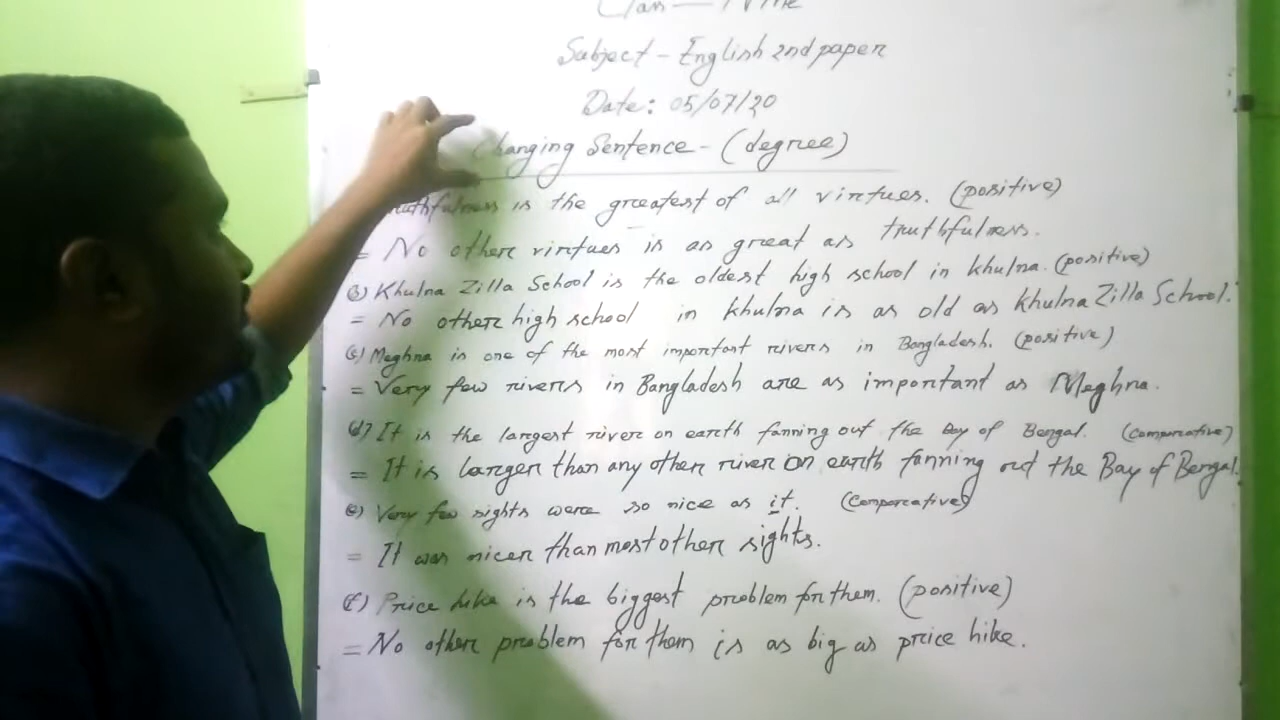 Class — Nine
Subject - English 2nd paper
Date: 05/07/20
Changing Sentence - (degree)
Truthfulness is the greatest of all virtues. (positive)
= No other virtues is as great as truthfulness.
(b) Khulna Zilla School is the oldest high school in khulna. (positive)
= No other high school in khulna is as old as Khulna Zilla School.
(c) Meghna is one of the most important rivers in Bangladesh. (positive)
= Very few rivers in Bangladesh are as important as Meghna.
(d) It is the largest river on earth fanning out the Bay of Bengal. (comparative)
= It is larger than any other river on earth fanning out the Bay of Bengal.
(e) Very few sights were so nice as it. (Comparative)
= It was nicer than most other sights.
(f) Price hike is the biggest problem for them. (positive)
= No other problem for them is as big as price hike.